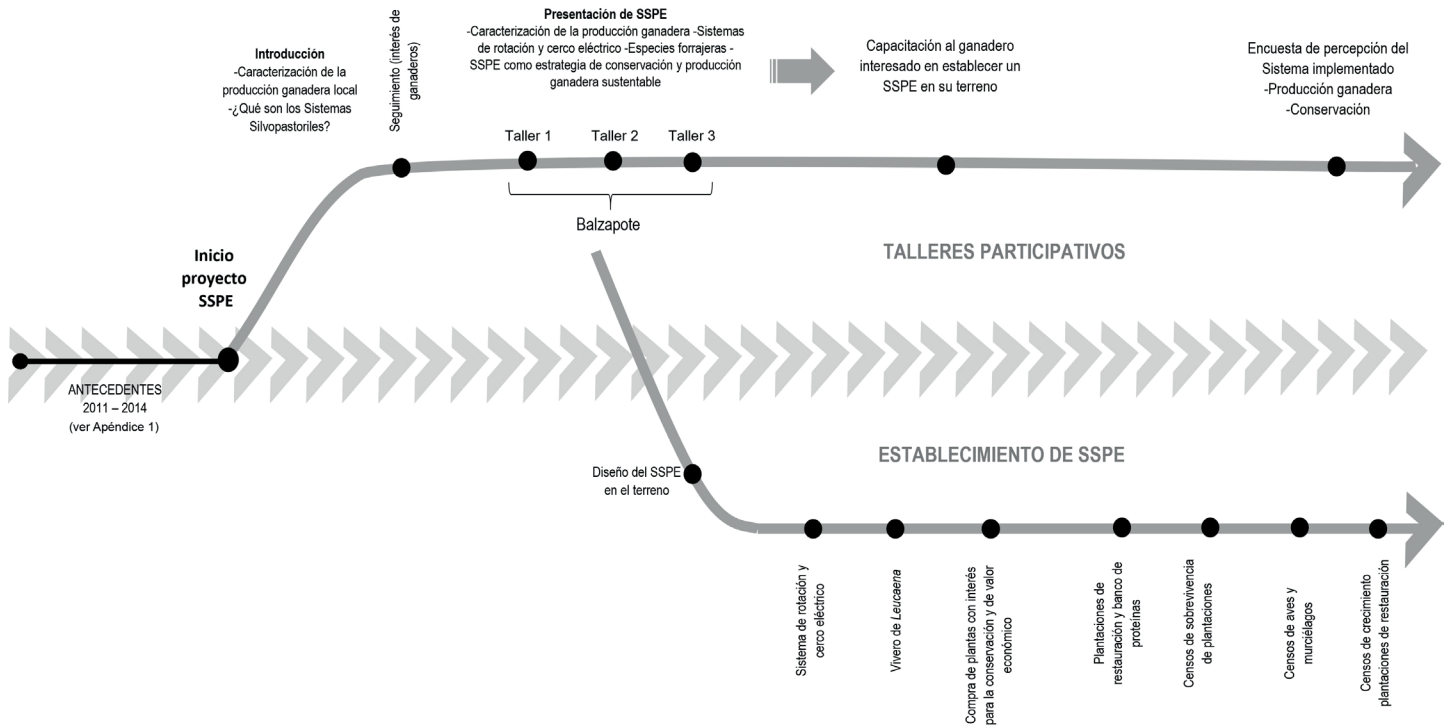 Introducción
-Caracterización de la
producción ganadera local
-¿Qué son los Sistemas
Silvopastoriles?
Seguimiento (interés de
ganaderos)
Presentación de SSPE
-Caracterización de la producción ganadera -Sistemas
de rotación y cerco eléctrico -Especies forrajeras -
SSPE como estrategia de conservación y producción
ganadera sustentable
Capacitación al ganadero
interesado en establecer un
SSPE en su terreno
Encuesta de percepción del
Sistema implementado
-Producción ganadera
-Conservación
Taller 1
Taller 2
Taller 3
Balzapote
Inicio
proyecto
SSPE
TALLERES PARTICIPATIVOS
ANTECEDENTES
2011 – 2014
(ver Apéndice 1)
ESTABLECIMIENTO DE SSPE
Diseño del SSPE
en el terreno
Sistema de rotación y
cerco eléctrico
Vivero de Leucaena
Compra de plantas con interés
para la conservación y de valor
económico
Plantaciones de
restauración y banco de
proteínas
Censos de sobrevivencia
de plantaciones
Censos de aves y
murciélagos
Censos de crecimiento
plantaciones de restauración